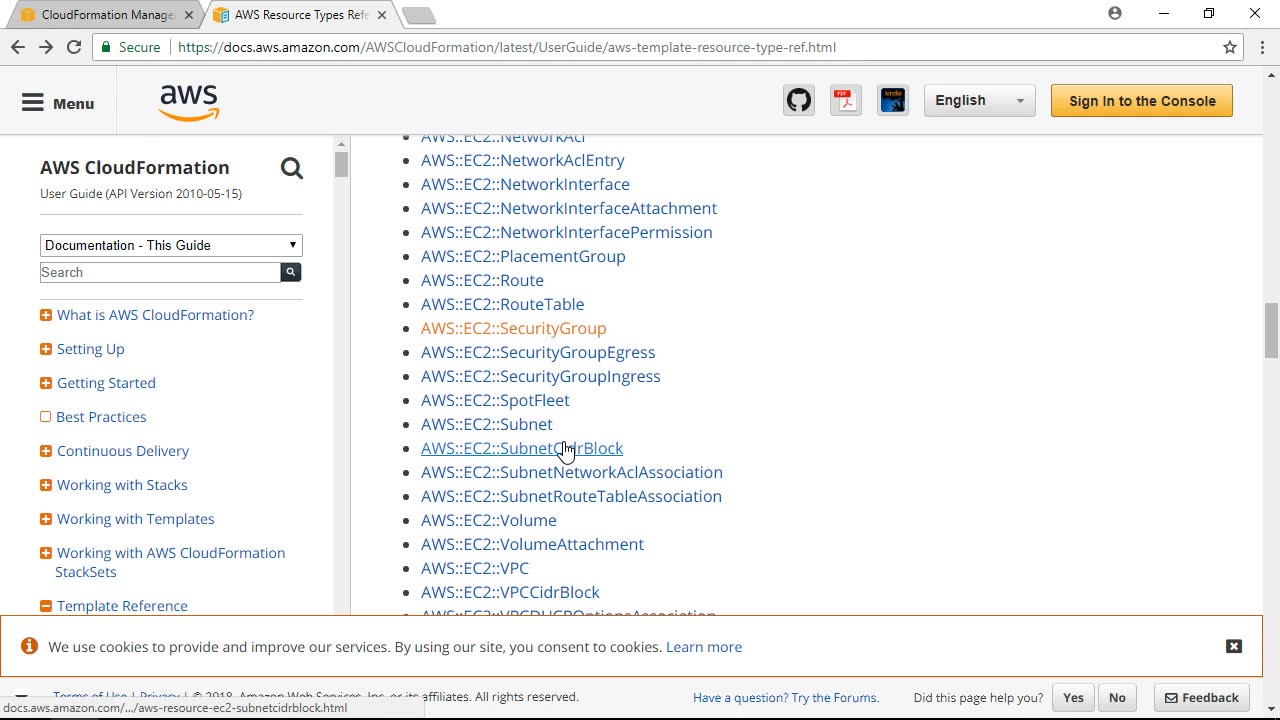 CloudFormation Manage
AWS Resource Types Refe
Secure
https://docs.aws.amazon.com/AWSCloudFormation/latest/UserGuide/aws-template-resource-type-ref.html
Menu
aws
PDF
kindle
English
Sign In to the Console
AWS CloudFormation
User Guide (API Version 2010-05-15)
Documentation - This Guide
Search
What is AWS CloudFormation?
Setting Up
Getting Started
Best Practices
Continuous Delivery
Working with Stacks
Working with Templates
Working with AWS CloudFormation
StackSets
Template Reference
AWS::EC2::NetworkAcl
AWS::EC2::NetworkAclEntry
AWS::EC2::NetworkInterface
AWS::EC2::NetworkInterfaceAttachment
AWS::EC2::NetworkInterfacePermission
AWS::EC2::PlacementGroup
AWS::EC2::Route
AWS::EC2::RouteTable
AWS::EC2::SecurityGroup
AWS::EC2::SecurityGroupEgress
AWS::EC2::SecurityGroupIngress
AWS::EC2::SpotFleet
AWS::EC2::Subnet
AWS::EC2::SubnetCidrBlock
AWS::EC2::SubnetNetworkAclAssociation
AWS::EC2::SubnetRouteTableAssociation
AWS::EC2::Volume
AWS::EC2::VolumeAttachment
AWS::EC2::VPC
AWS::EC2::VPCCidrBlock
AWS::EC2::VPCDHCPOptionsAssociation
We use cookies to provide and improve our services. By using our site, you consent to cookies. Learn more
Terms of Use | Privacy | © 2018, Amazon Web Services, Inc. or its affiliates. All rights reserved.
Have a question? Try the Forums.
Did this page help you?
Yes
No
Feedback
docs.aws.amazon.com/.../aws-resource-ec2-subnetcidrblock.html